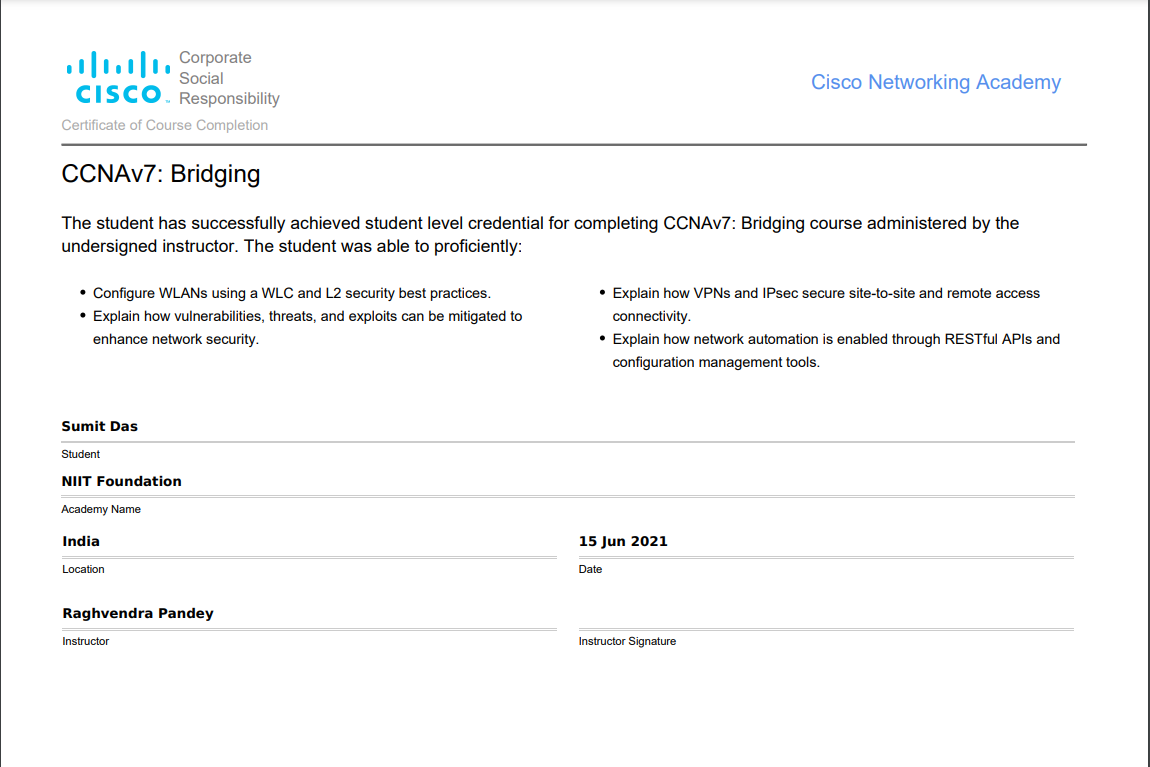 Corporate
Social
Responsibility
CISCO
Cisco Networking Academy
Certificate of Course Completion
CCNAv7: Bridging
The student has successfully achieved student level credential for completing CCNAv7: Bridging course administered by the
undersigned instructor. The student was able to proficiently:
• Configure WLANs using a WLC and L2 security best practices.
• Explain how vulnerabilities, threats, and exploits can be mitigated to
enhance network security.
• Explain how VPNs and IPsec secure site-to-site and remote access
connectivity.
• Explain how network automation is enabled through RESTful APIs and
configuration management tools.
Sumit Das
Student
NIIT Foundation
Academy Name
India
Location
15 Jun 2021
Date
Raghvendra Pandey
Instructor
Instructor Signature